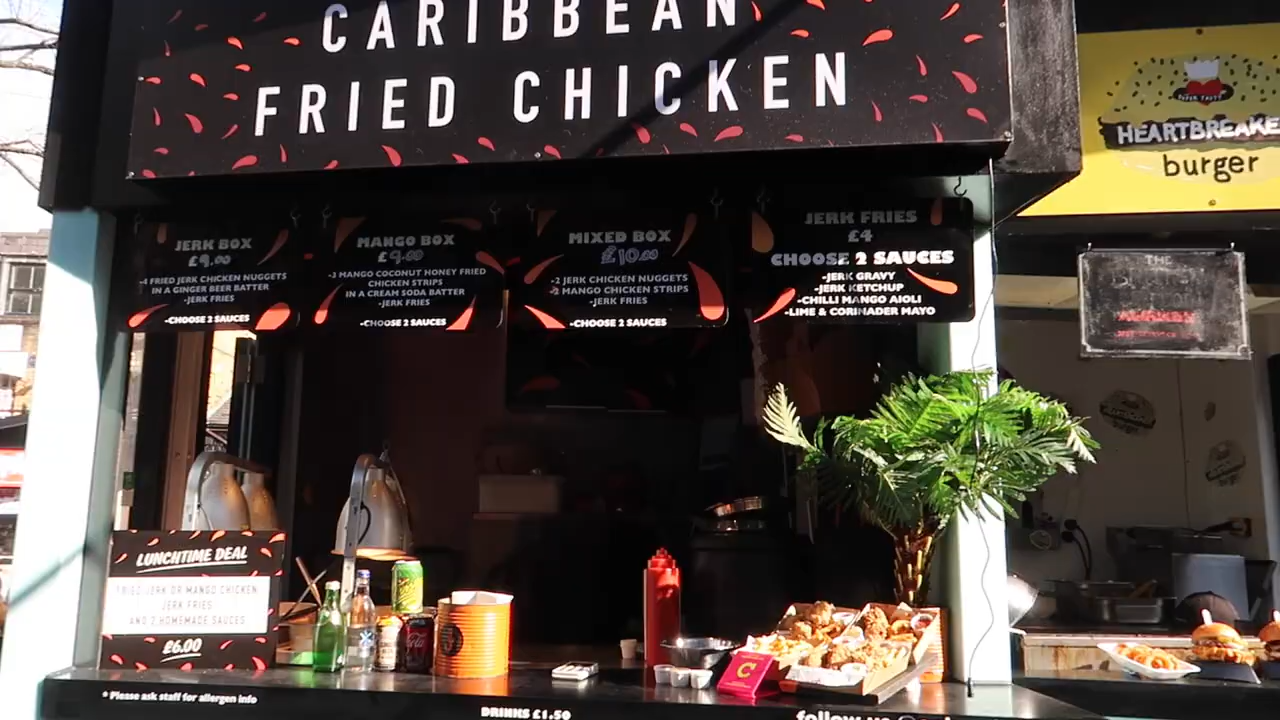 CARIBBEAN
FRIED CHICKEN
SUPER TASTY
HEARTBREAKE
burger
JERK BOX
£9.00
-4 FRIED JERK CHICKEN NUGGETS
IN A GINGER BEER BATTER
-JERK FRIES
-CHOOSE 2 SAUCES
MANGO BOX
£9.00
-3 MANGO COCONUT HONEY FRIED
CHICKEN STRIPS
IN A CREAM SODA BATTER
-JERK FRIES
-CHOOSE 2 SAUCES
MIXED BOX
£10.00
-2 JERK CHICKEN NUGGETS
-2 MANGO CHICKEN STRIPS
-JERK FRIES
-CHOOSE 2 SAUCES
JERK FRIES
£4
CHOOSE 2 SAUCES
-JERK GRAVY
-JERK KETCHUP
-CHILLI MANGO AIOLI
-LIME & CORINADER MAYO
THE
burger
LUNCHTIME DEAL
FRIED JERK OR MANGO CHICKEN
JERK FRIES
AND 2 HOMEMADE SAUCES
£6.00
C
* Please ask staff for allergen info
DRINKS £1.50
follow us